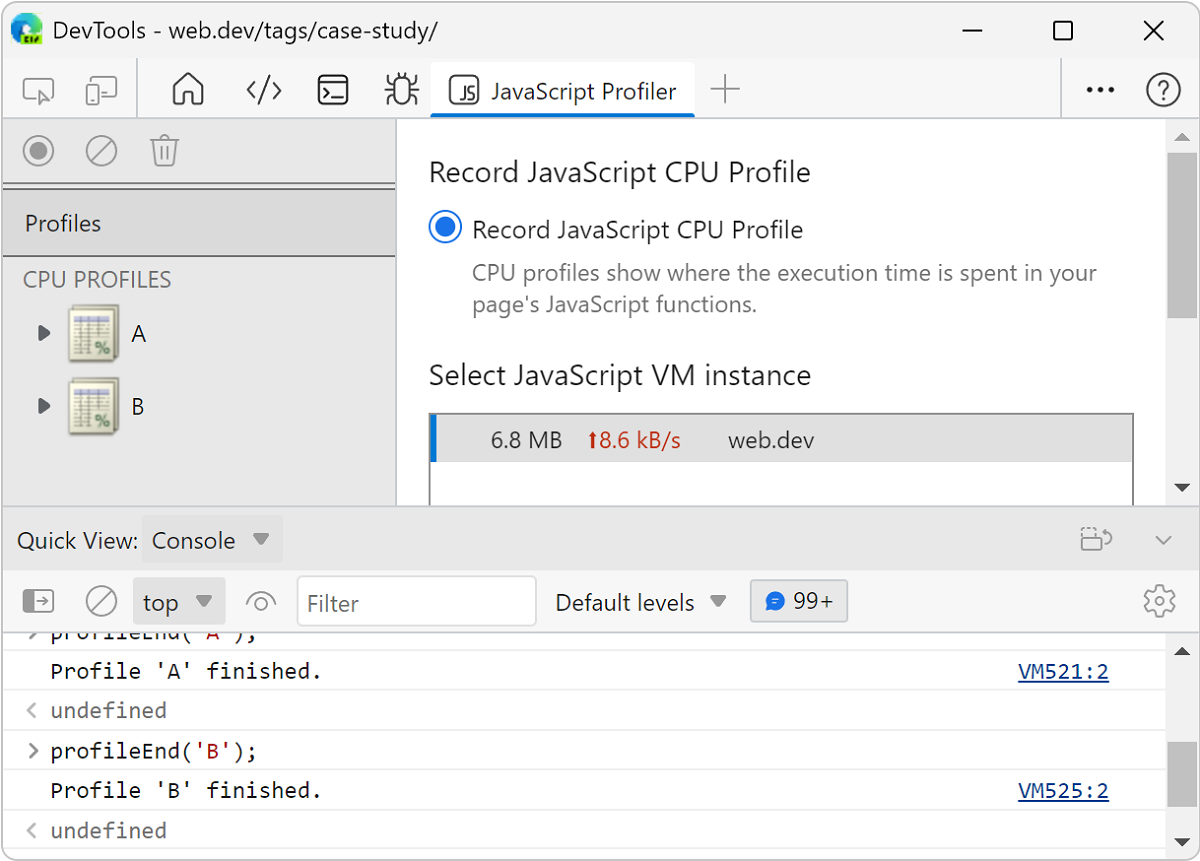 DevTools - web.dev/tags/case-study/
JavaScript Profiler
Record JavaScript CPU Profile
Profiles
Record JavaScript CPU Profile
CPU profiles show where the execution time is spent in your
page's JavaScript functions.
CPU PROFILES
A
B
Select JavaScript VM instance
6.8 MB ⬆8.6 kB/s web.dev
Quick View: Console
top Filter Default levels 99+
profileEnd('A');
Profile 'A' finished. VM521:2
undefined
profileEnd('B');
Profile 'B' finished. VM525:2
undefined